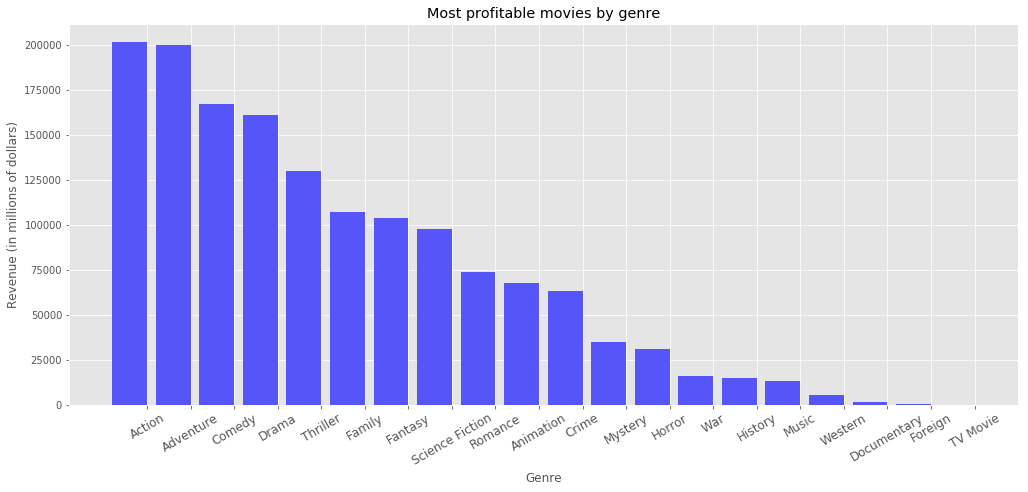 Most profitable movies by genre
Revenue (in millions of dollars)
200000
175000
150000
125000
100000
75000
50000
25000
0
Action
Adventure
Comedy
Drama
Thriller
Family
Fantasy
Science Fiction
Romance
Animation
Crime
Mystery
Horror
War
History
Music
Western
Documentary
Foreign
TV Movie
Genre